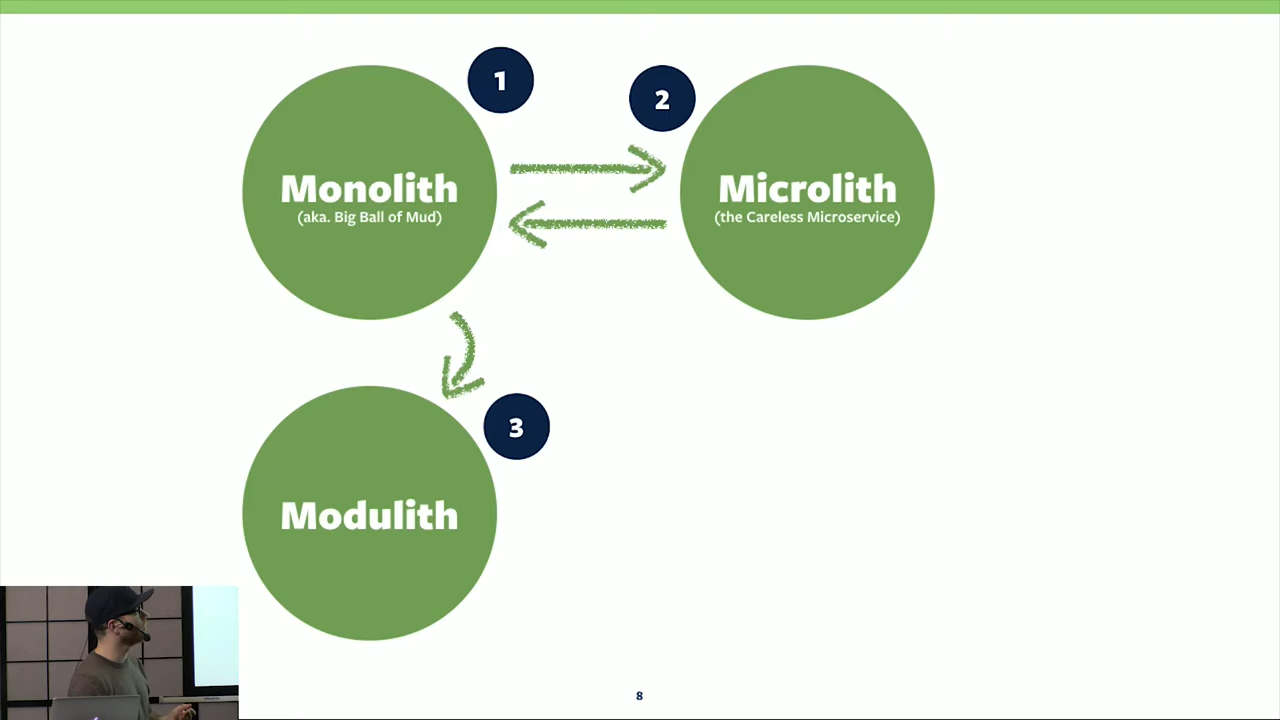 1
2
Monolith
(aka. Big Ball of Mud)
Microlith
(the Careless Microservice)
3
Modulith
8